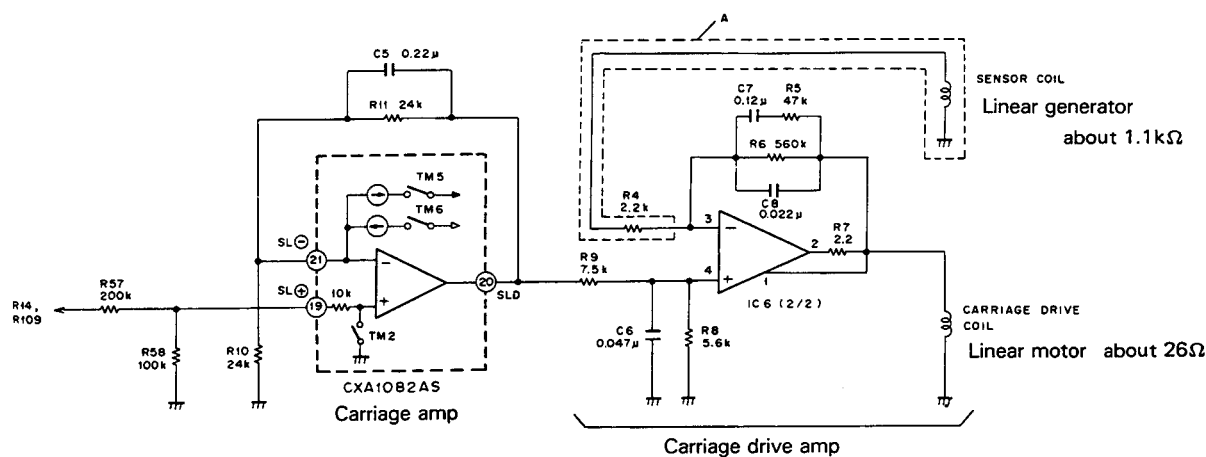 A
C5 0.22μ
R11 24k
SENSOR COIL
Linear generator
about 1.1kΩ
C7
0.12μ
R5
47k
R6 560k
C8
0.022μ
TM5
TM6
R4
2.2k
3
−
4
+
2
1
R7
2.2
IC6 (2/2)
SL⊖
21
−
SL⊕
19
10k
+
TM2
20
SLD
R9
7.5k
R14,
R109
R57
200k
R58
100k
R10
24k
C6
0.047μ
R8
5.6k
CARRIAGE DRIVE
COIL
Linear motor about 26Ω
CXA1082AS
Carriage amp
Carriage drive amp